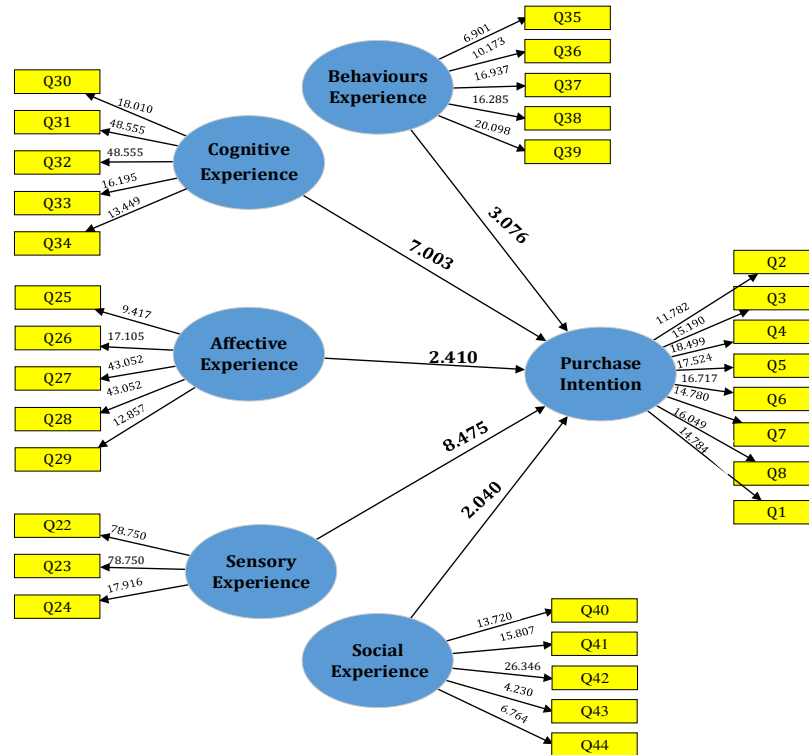 Q35
6.901
Q36
10.173
Q37
16.937
Q38
16.285
Q39
20.098
Behaviours
Experience
Q30
18.010
Q31
48.555
Q32
48.555
Q33
16.195
Q34
13.449
Cognitive
Experience
3.076
7.003
Q25
9.417
Q26
17.105
Q27
43.052
Q28
43.052
Q29
12.857
Affective
Experience
2.410
Purchase
Intention
Q2
11.782
Q3
15.190
Q4
18.499
Q5
17.524
Q6
16.717
Q7
14.780
Q8
16.049
Q1
14.784
8.475
2.040
Q22
78.750
Q23
78.750
Q24
17.916
Sensory
Experience
Social
Experience
Q40
13.720
Q41
15.807
Q42
26.346
Q43
4.230
Q44
6.764